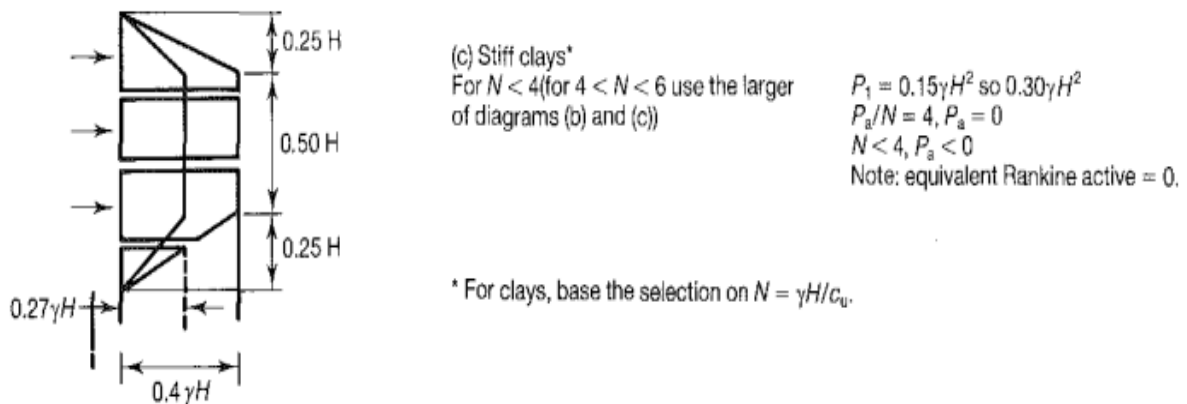 0.25 H
0.50 H
0.25 H
0.27γH
0.4 γH
(c) Stiff clays*
For N < 4(for 4 < N < 6 use the larger
of diagrams (b) and (c))
P₁ = 0.15γH² so 0.30γH²
Pₐ/N = 4, Pₐ = 0
N < 4, Pₐ < 0
Note: equivalent Rankine active = 0.
* For clays, base the selection on N = γH/cᵤ.